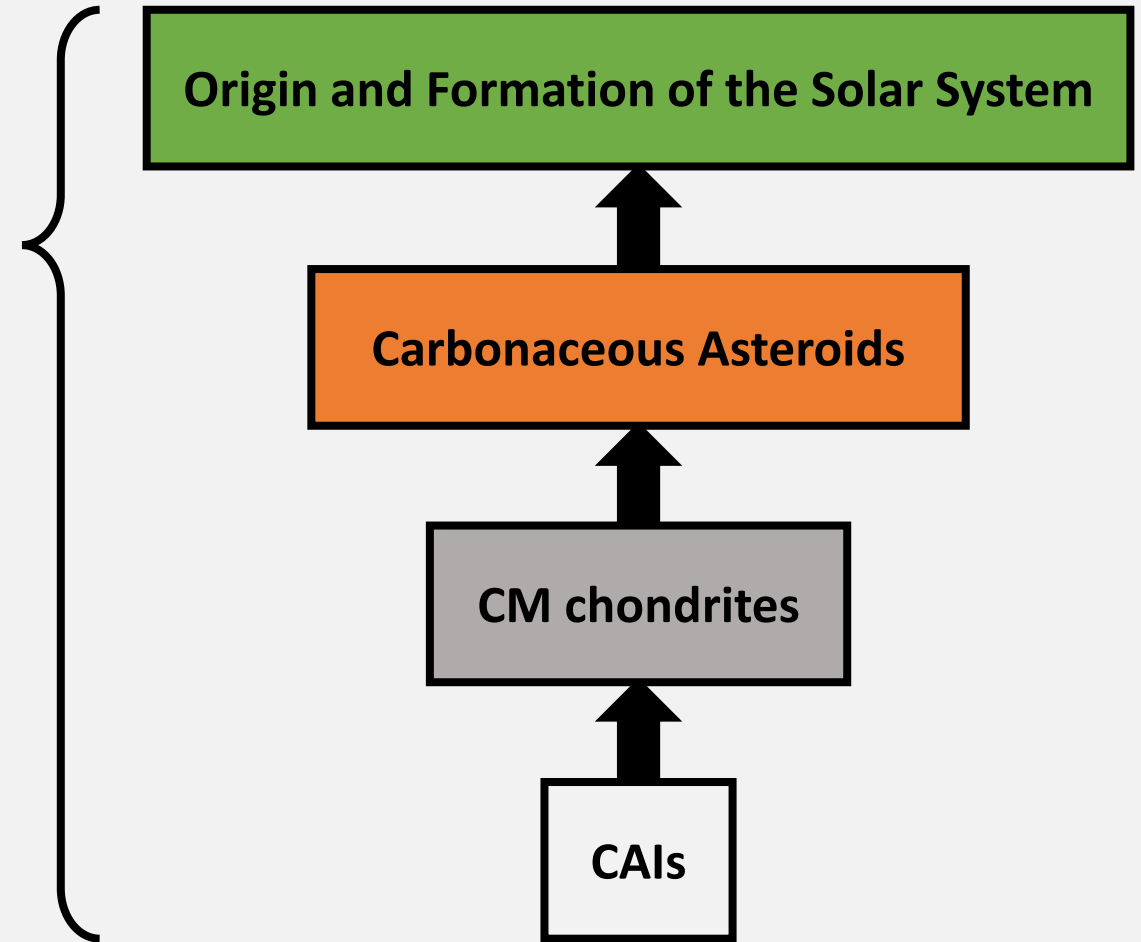 Origin and Formation of the Solar System
Carbonaceous Asteroids
CM chondrites
CAIs